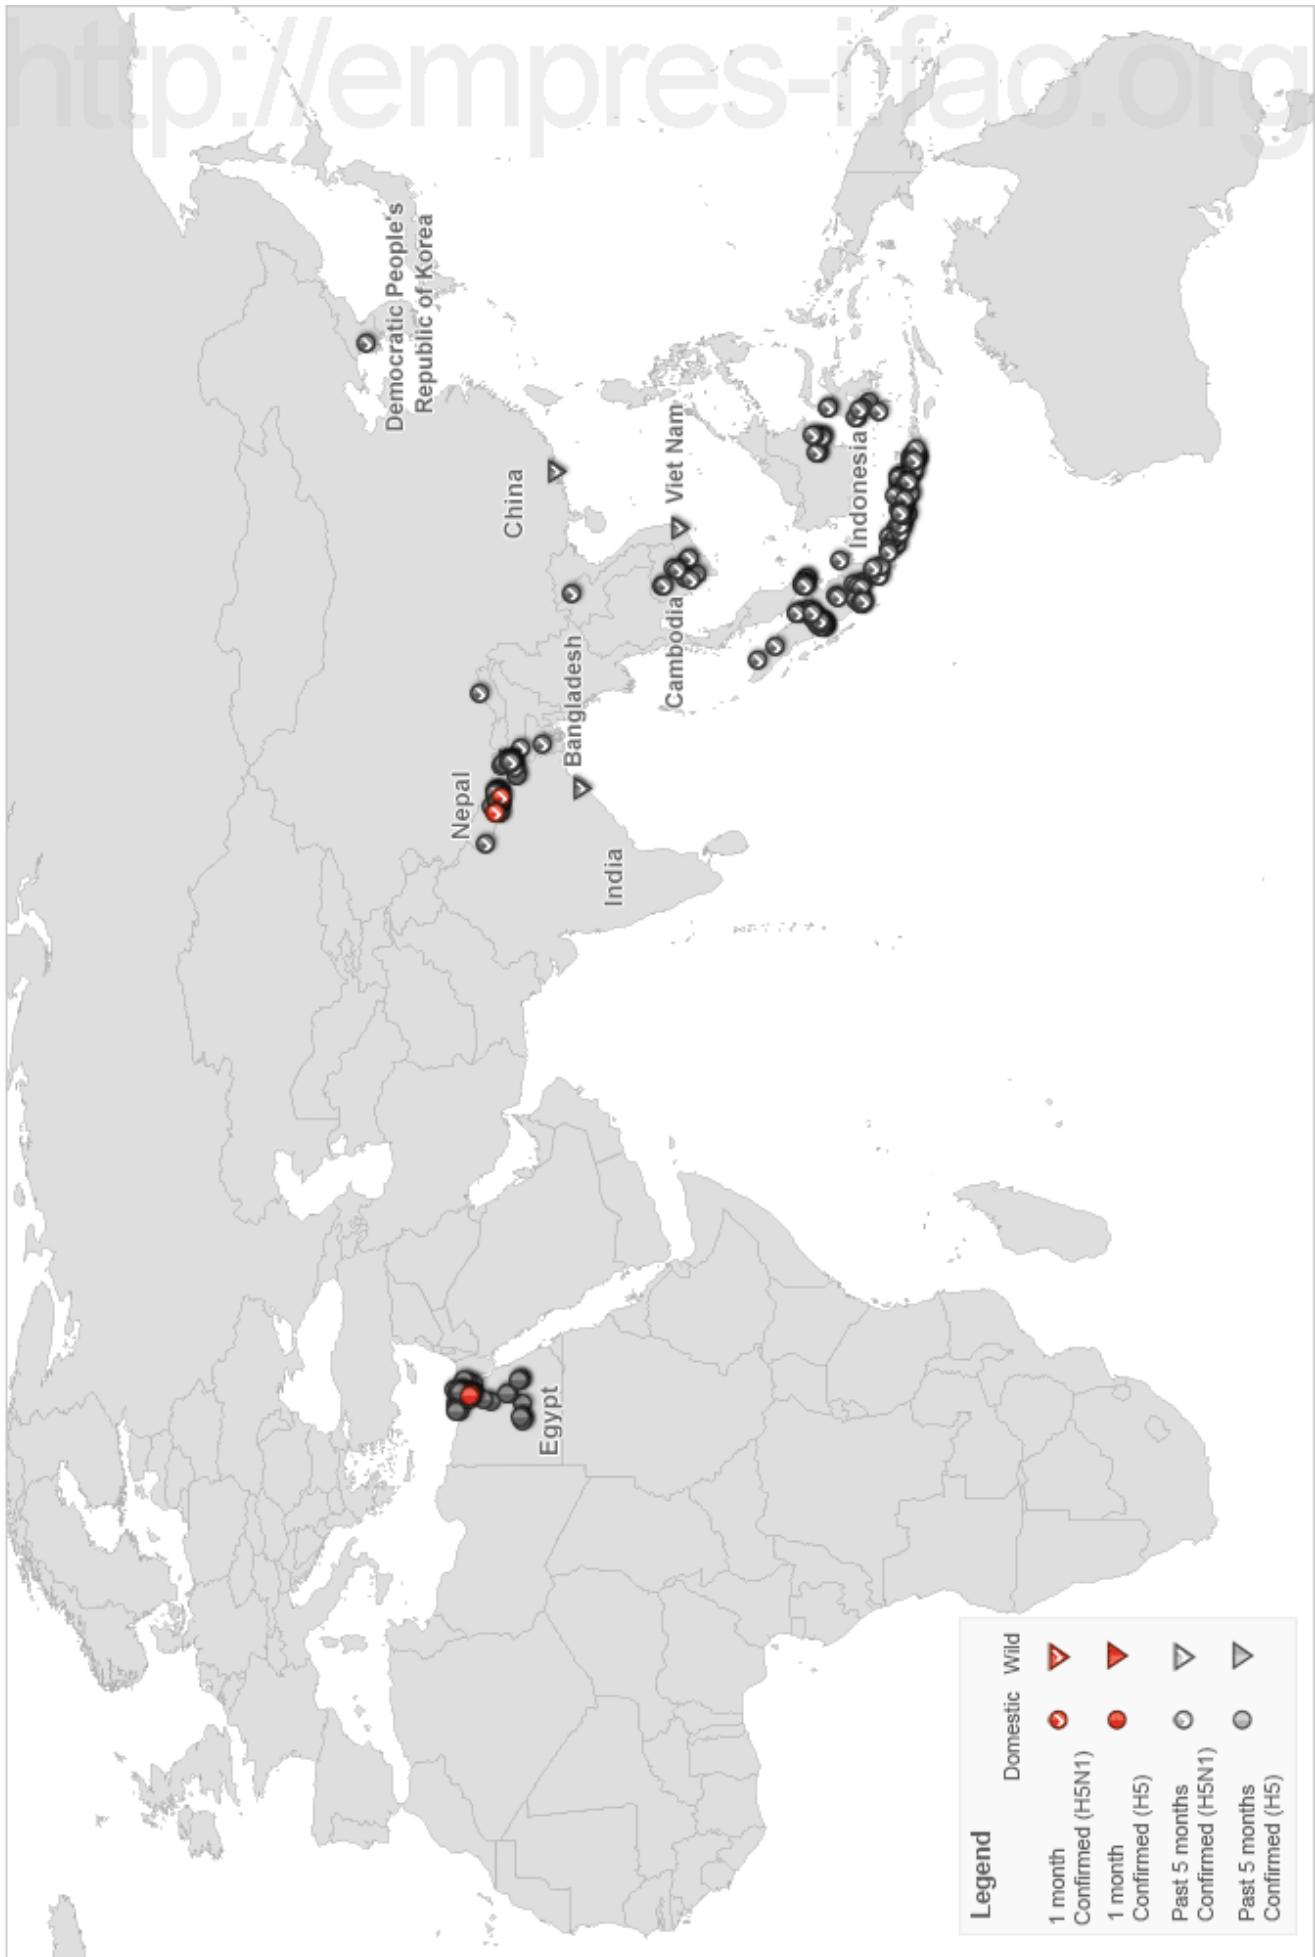 http://empres-i.fao.org
Democratic People's
Republic of Korea
China
Viet Nam
Nepal
Bangladesh
Cambodia
Indonesia
India
Egypt
Legend
Domestic Wild
1 month
Confirmed (H5N1)
1 month
Confirmed (H5)
Past 5 months
Confirmed (H5N1)
Past 5 months
Confirmed (H5)